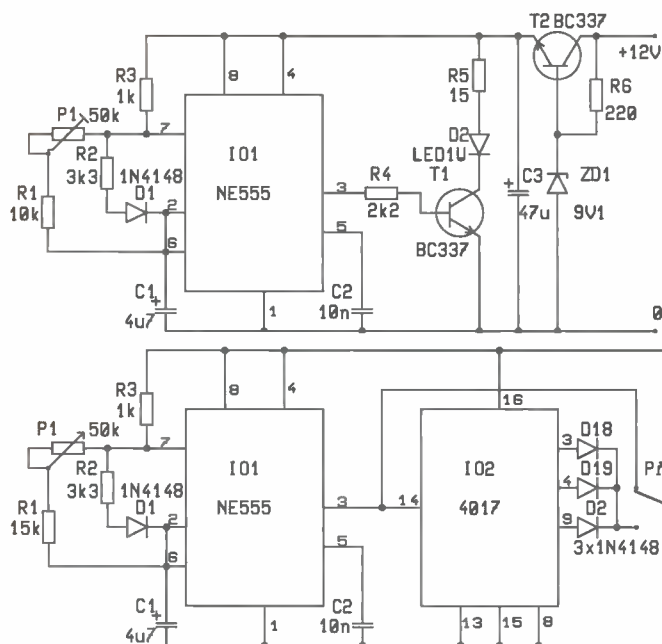 T2 BC337
+12V
8
4
R3
1k
R5
15
R6
220
P1 50k
7
R2
3k3
1N4148
D1
2
R1
10k
6
IO1
NE555
3
R4
2k2
D2
LED1W
T1
BC337
5
C3
+
47u
ZD1
9V1
C1
+
4u7
1
C2
10n
0
8
4
16
R3
1k
P1
50k
7
R2
3k3
1N4148
D1
2
R1
15k
6
IO1
NE555
3
14
IO2
4017
3
D18
4
D19
9
D2
3x1N4148
5
C1
+
4u7
1
C2
10n
13
15
8